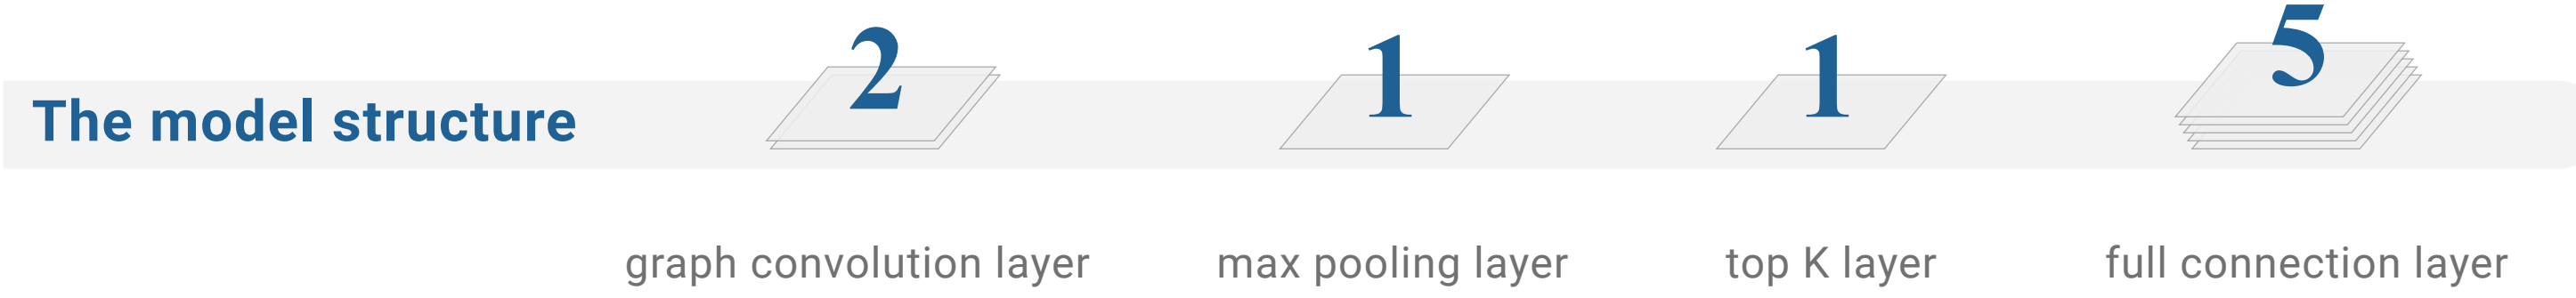 2 1 1 5
The model structure
graph convolution layer max pooling layer top K layer full connection layer